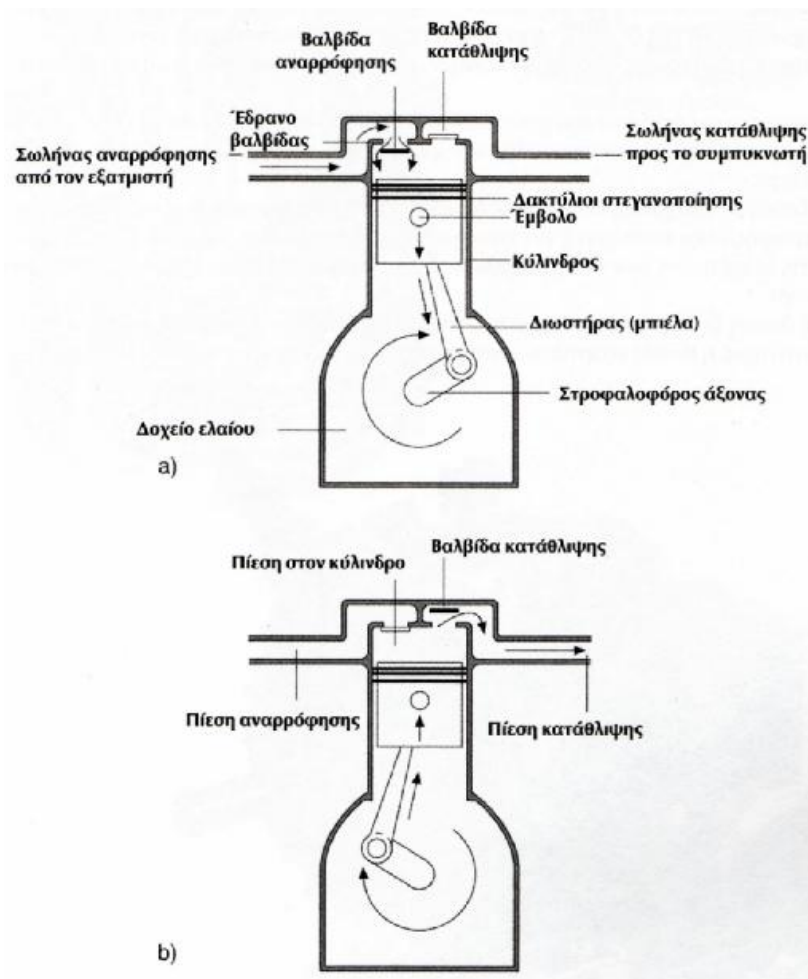 Βαλβίδα
αναρρόφησης
Βαλβίδα
κατάθλιψης
Έδρανο
βαλβίδας
Σωλήνας αναρρόφησης
από τον εξατμιστή
Σωλήνας κατάθλιψης
προς το συμπυκνωτή
Δακτύλιοι στεγανοποίησης
Έμβολο
Κύλινδρος
Διωστήρας (μπιέλα)
Στροφαλοφόρος άξονας
Δοχείο ελαίου
a)
Πίεση στον κύλινδρο
Βαλβίδα κατάθλιψης
Πίεση αναρρόφησης
Πίεση κατάθλιψης
b)